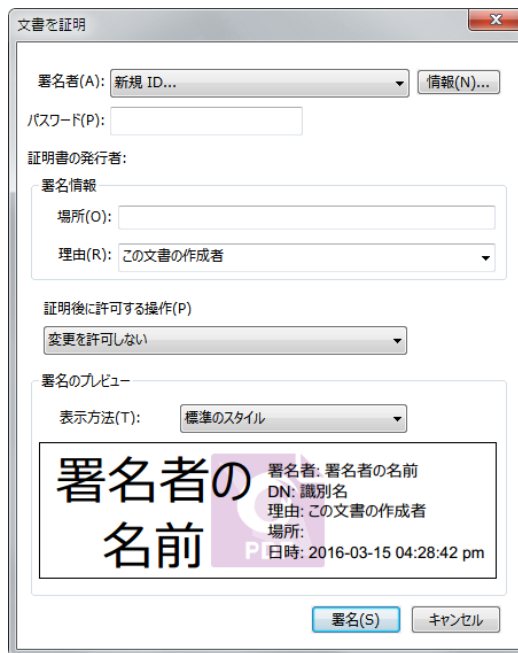 文書を証明
署名者(A): 新規 ID... 情報(N)...
パスワード(P):
証明書の発行者:
署名情報
場所(O):
理由(R): この文書の作成者
証明後に許可する操作(P)
変更を許可しない
署名のプレビュー
表示方法(T): 標準のスタイル
署名者の
名前
署名者: 署名者の名前
DN: 識別名
理由: この文書の作成者
場所:
日時: 2016-03-15 04:28:42 pm
署名(S) キャンセル